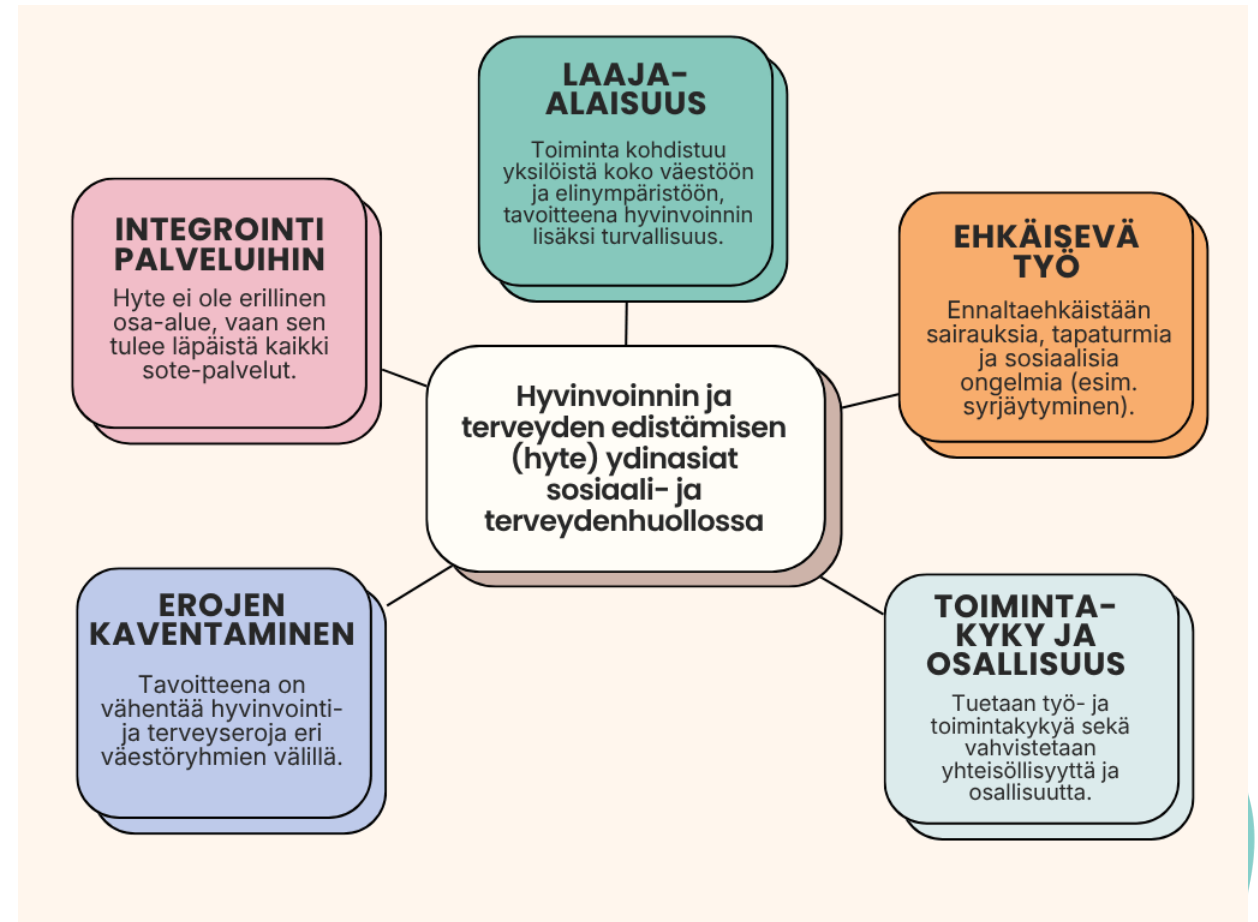 LAAJA-
ALAISUUS
Toiminta kohdistuu
yksilöistä koko väestöön
ja elinympäristöön,
tavoitteena hyvinvoinnin
lisäksi turvallisuus.
INTEGROINTI
PALVELUIHIN
Hyte ei ole erillinen
osa-alue, vaan sen
tulee läpäistä kaikki
sote-palvelut.
EHKÄISEVÄ
TYÖ
Ennaltaehkäistään
sairauksia, tapaturmia
ja sosiaalisia
ongelmia (esim.
syrjäytyminen).
Hyvinvoinnin ja
terveyden edistämisen
(hyte) ydinasiat
sosiaali- ja
terveydenhuollossa
EROJEN
KAVENTAMINEN
Tavoitteena on
vähentää hyvinvointi-
ja terveyseroja eri
väestöryhmien välillä.
TOIMINTA-
KYKY JA
OSALLISUUS
Tuetaan työ- ja
toimintakykyä sekä
vahvistetaan
yhteisöllisyyttä ja
osallisuutta.